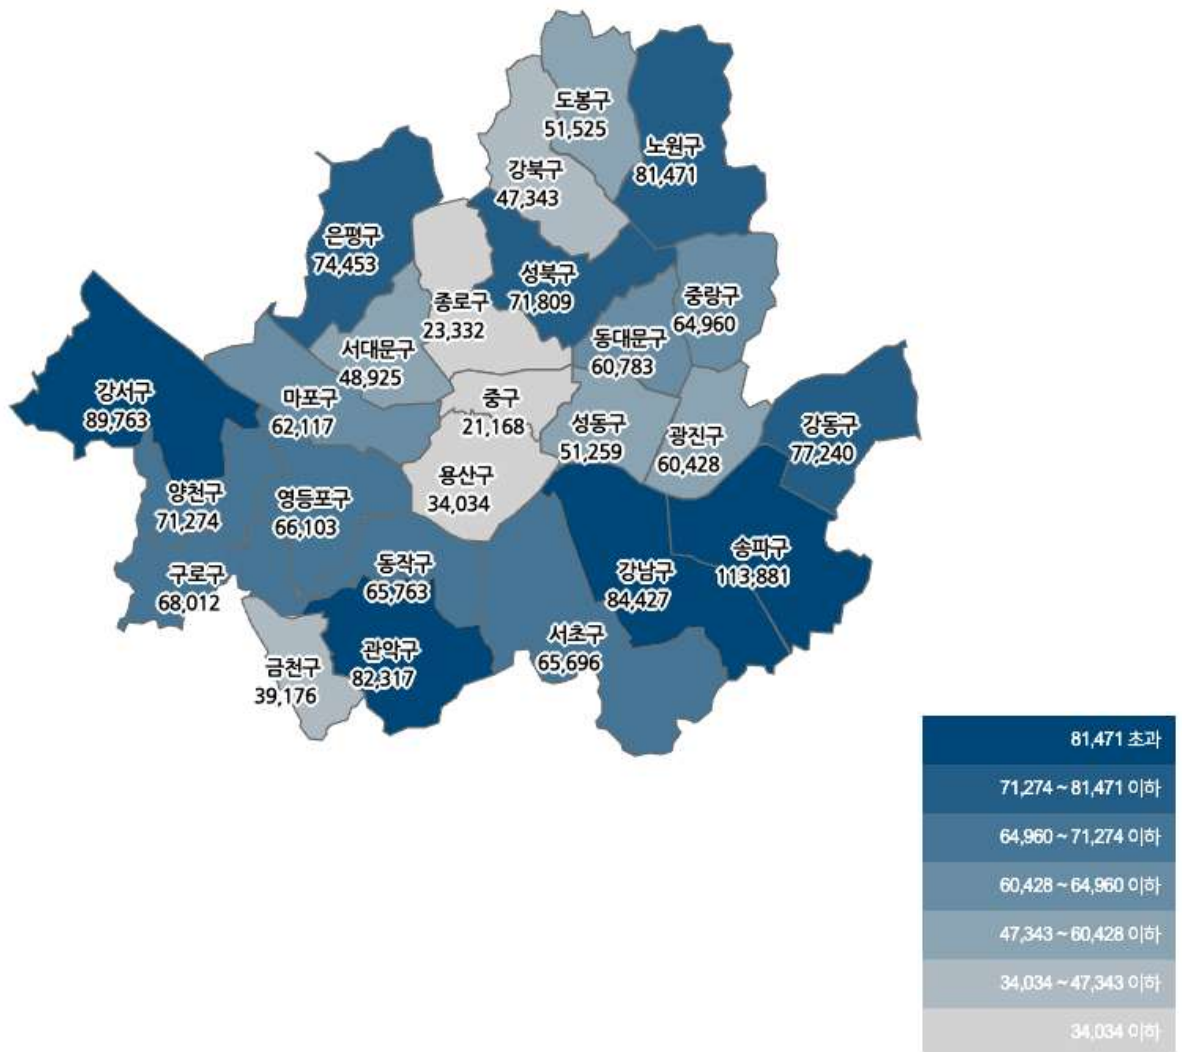 도봉구
51,525
노원구
81,471
강북구
47,343
은평구
74,453
성북구
71,809
중랑구
64,960
종로구
23,332
동대문구
60,783
서대문구
48,925
강서구
89,763
마포구
62,117
중구
21,168
성동구
51,259
광진구
60,428
강동구
77,240
용산구
34,034
양천구
71,274
영등포구
66,103
송파구
113,881
동작구
65,763
강남구
84,427
구로구
68,012
서초구
65,696
관악구
82,317
금천구
39,176
81,471 초과
71,274 ~ 81,471 이하
64,960 ~ 71,274 이하
60,428 ~ 64,960 이하
47,343 ~ 60,428 이하
34,034 ~ 47,343 이하
34,034 이하